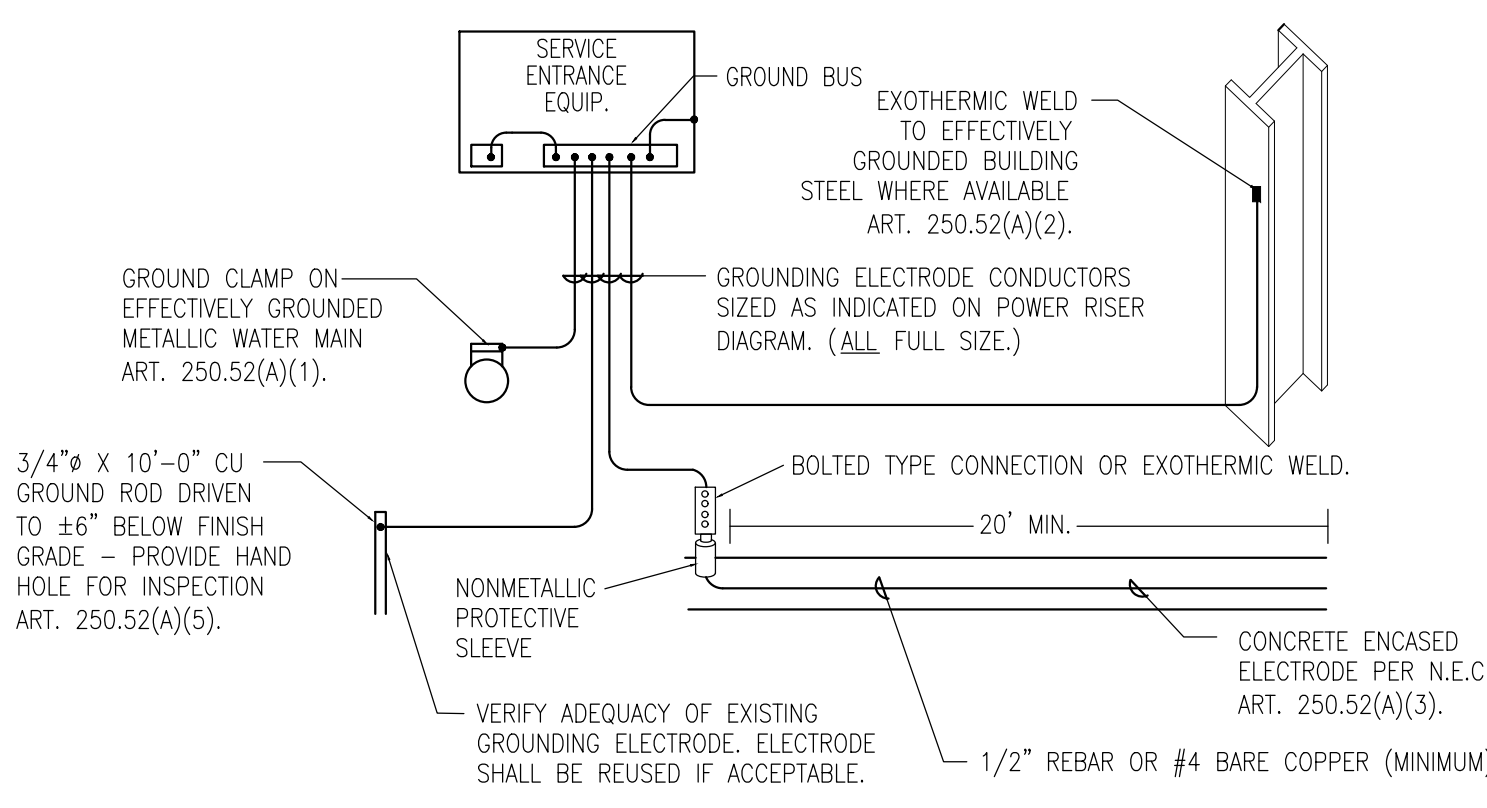 SERVICE
ENTRANCE
EQUIP.
GROUND BUS
EXOTHERMIC WELD
TO EFFECTIVELY
GROUNDED BUILDING
STEEL WHERE AVAILABLE
ART. 250.52(A)(2).
GROUND CLAMP ON
EFFECTIVELY GROUNDED
METALLIC WATER MAIN
ART. 250.52(A)(1).
GROUNDING ELECTRODE CONDUCTORS
SIZED AS INDICATED ON POWER RISER
DIAGRAM. (ALL FULL SIZE.)
3/4"ø X 10'-0" CU
GROUND ROD DRIVEN
TO ±6" BELOW FINISH
GRADE – PROVIDE HAND
HOLE FOR INSPECTION
ART. 250.52(A)(5).
BOLTED TYPE CONNECTION OR EXOTHERMIC WELD.
20' MIN.
NONMETALLIC
PROTECTIVE
SLEEVE
CONCRETE ENCASED
ELECTRODE PER N.E.C
ART. 250.52(A)(3).
VERIFY ADEQUACY OF EXISTING
GROUNDING ELECTRODE. ELECTRODE
SHALL BE REUSED IF ACCEPTABLE.
1/2" REBAR OR #4 BARE COPPER (MINIMUM)